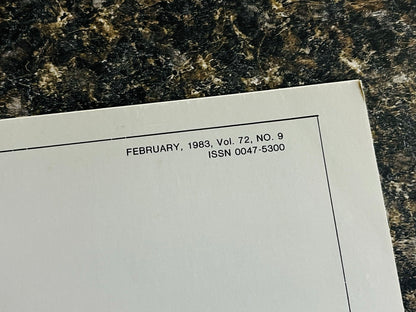 FEBRUARY, 1983, Vol. 72, NO. 9
ISSN 0047-5300